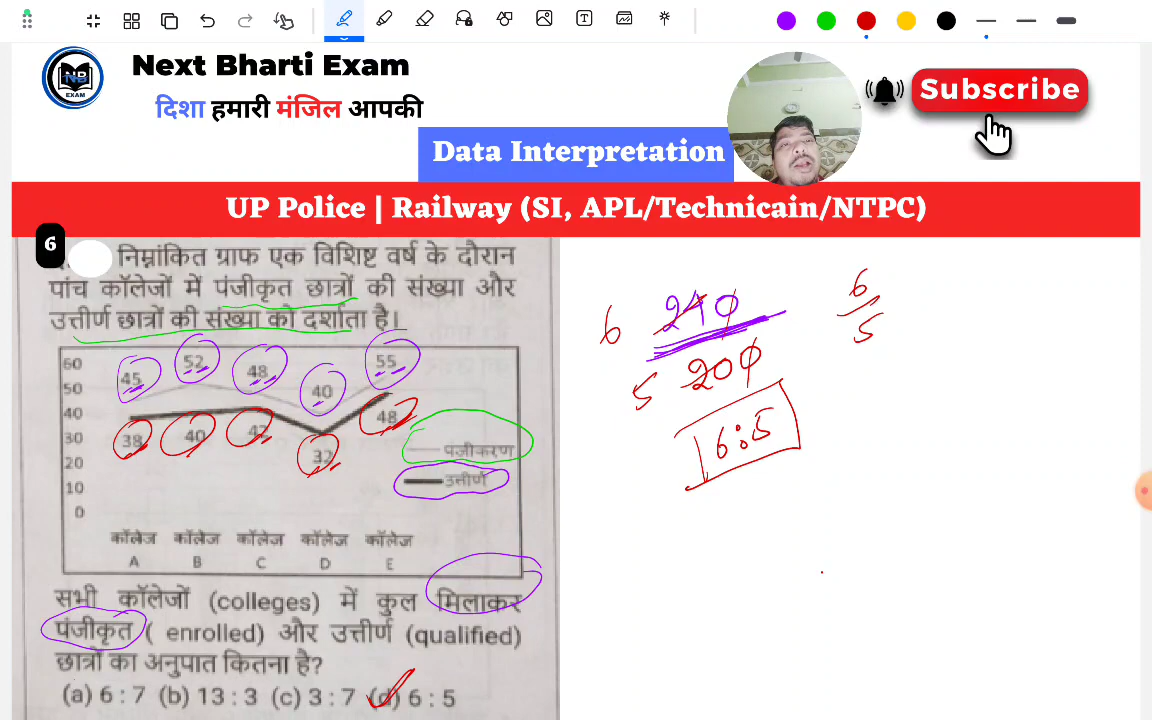 NB
EXAM
Next Bharti Exam
दिशा हमारी मंजिल आपकी
Subscribe
Data Interpretation
UP Police | Railway (SI, APL/Technicain/NTPC)
6
निम्नांकित ग्राफ एक विशिष्ट वर्ष के दौरान
पांच कॉलेजों में पंजीकृत छात्रों की संख्या और
उत्तीर्ण छात्रों की संख्या को दर्शाता है।
60
50
40
30
20
10
0
45 52 48 40 55
38 40 42 32 48
पंजीकरण
उत्तीर्ण
कॉलेज कॉलेज कॉलेज कॉलेज कॉलेज
A B C D E
सभी कॉलेजों (colleges) में कुल मिलाकर
पंजीकृत ( enrolled) और उत्तीर्ण (qualified)
छात्रों का अनुपात कितना है?
(a) 6 : 7 (b) 13 : 3 (c) 3 : 7 (d) 6 : 5
6 240
5 200
6:5
6
5